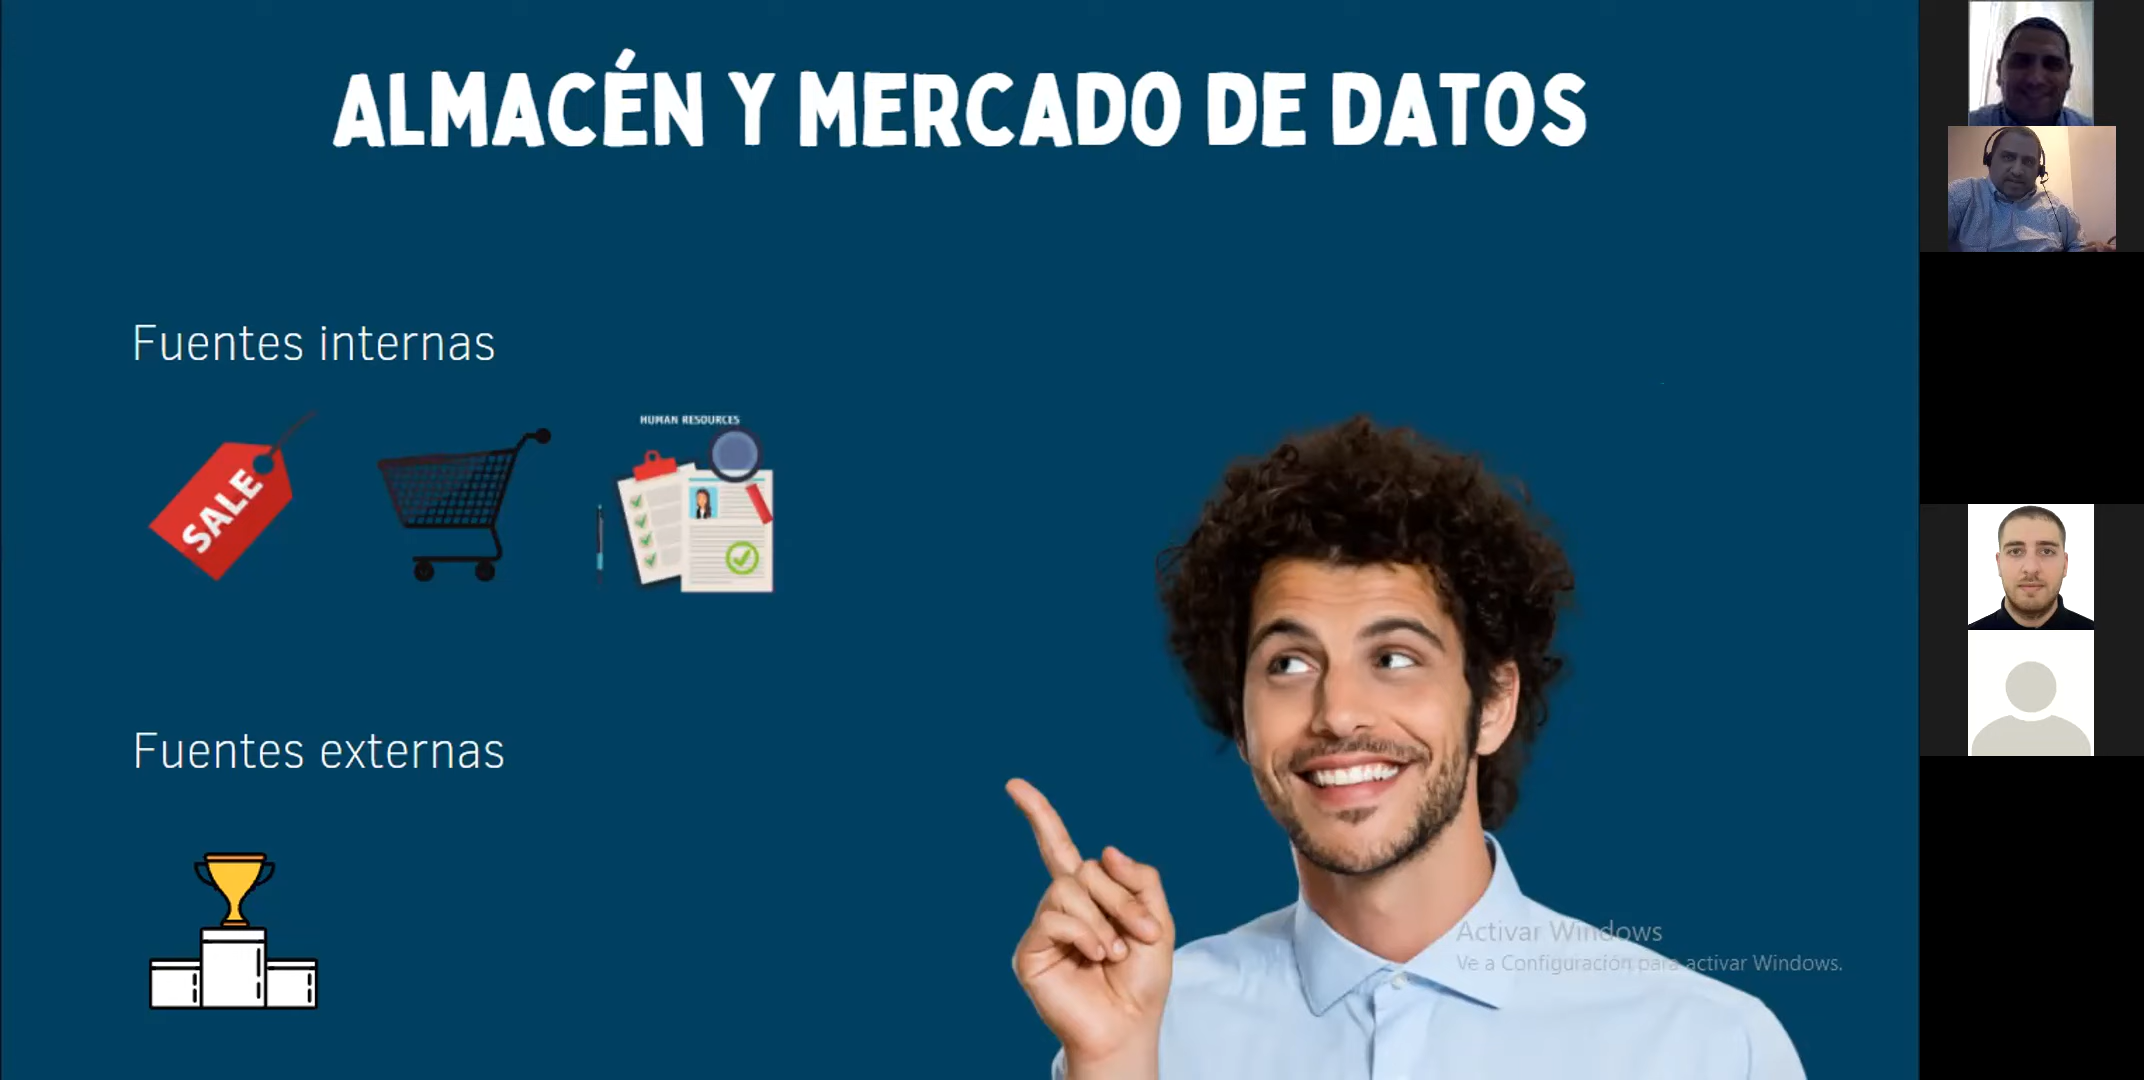 ALMACÉN Y MERCADO DE DATOS
Fuentes internas
SALE
HUMAN RESOURCES
Fuentes externas
Activar Windows
Ve a Configuración para activar Windows.